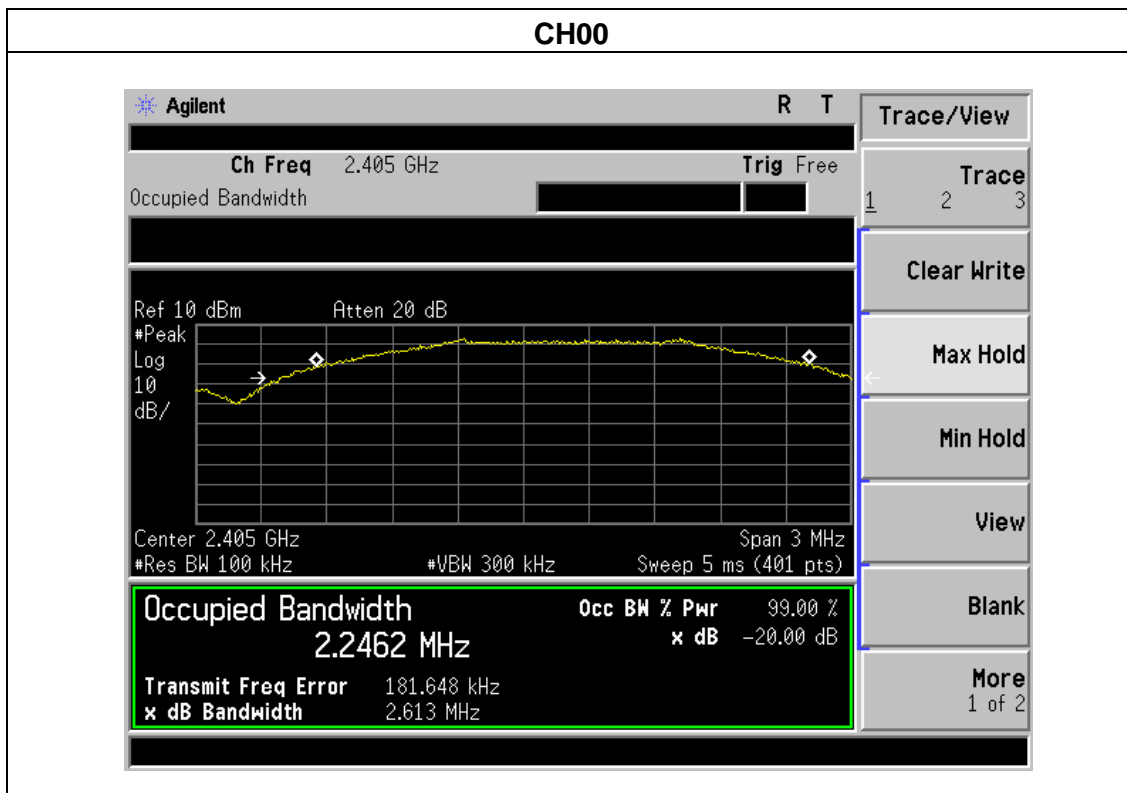 CH00
Agilent R T
Trace/View
Ch Freq 2.405 GHz Trig Free
Occupied Bandwidth
Trace
1 2 3
Clear Write
Ref 10 dBm Atten 20 dB
#Peak
Log
10
dB/
Max Hold
Min Hold
View
Center 2.405 GHz Span 3 MHz
#Res BW 100 kHz #VBW 300 kHz Sweep 5 ms (401 pts)
Occupied Bandwidth Occ BW % Pwr 99.00 %
2.2462 MHz x dB -20.00 dB
Transmit Freq Error 181.648 kHz
x dB Bandwidth 2.613 MHz
Blank
More
1 of 2